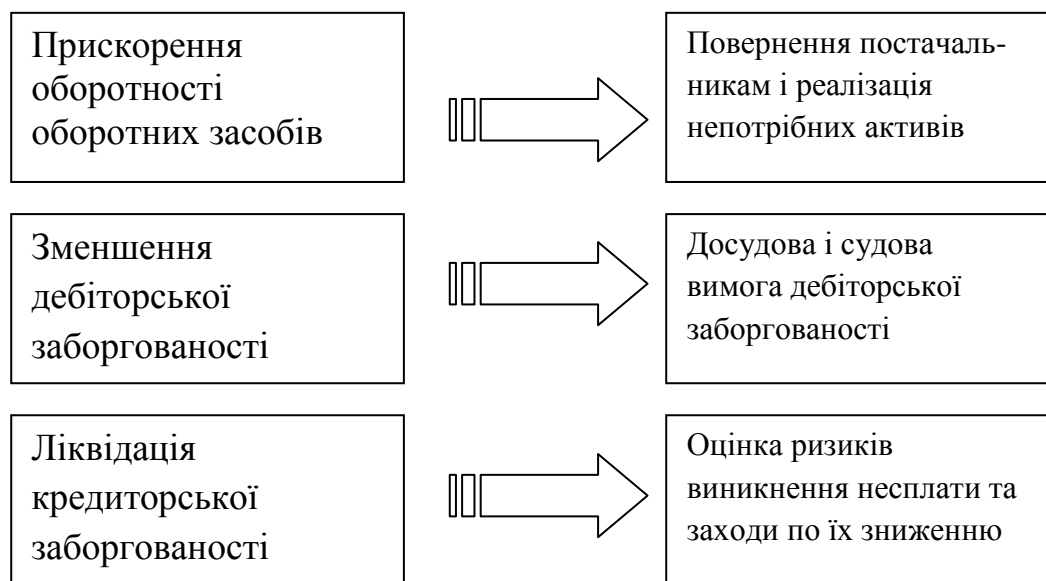 Прискорення
оборотності
оборотних засобів
Повернення постачаль-
никам і реалізація
непотрібних активів
Зменшення
дебіторської
заборгованості
Досудова і судова
вимога дебіторської
заборгованості
Ліквідація
кредиторської
заборгованості
Оцінка ризиків
виникнення несплати та
заходи по їх зниженню